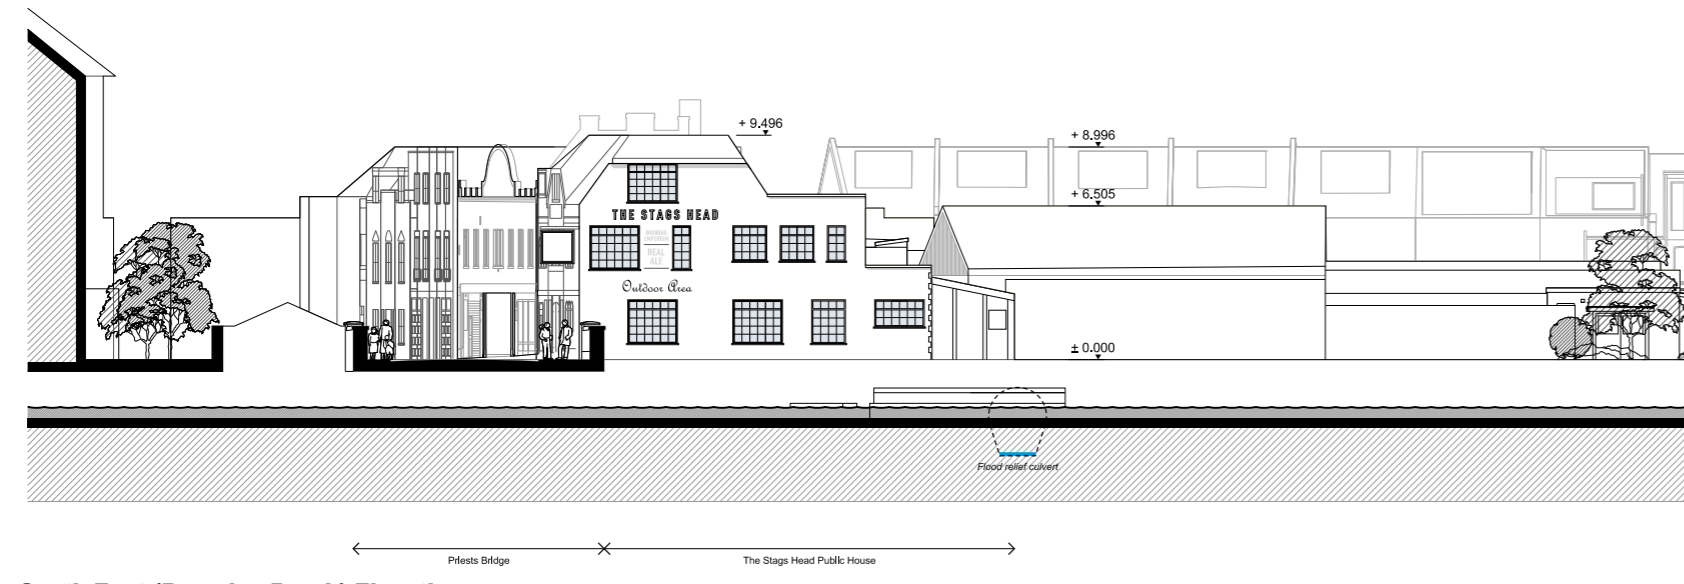 + 9.496
+ 8.996
+ 6.505
THE STAGS HEAD
REAL
ALE
Outdoor Area
± 0.000
Flood relief culvert
Priests Bridge
The Stags Head Public House